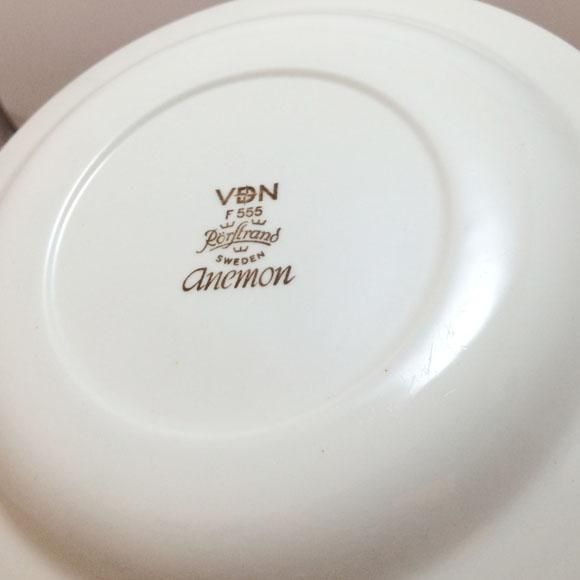 VDN
F 555
Rörstrand
SWEDEN
anemon